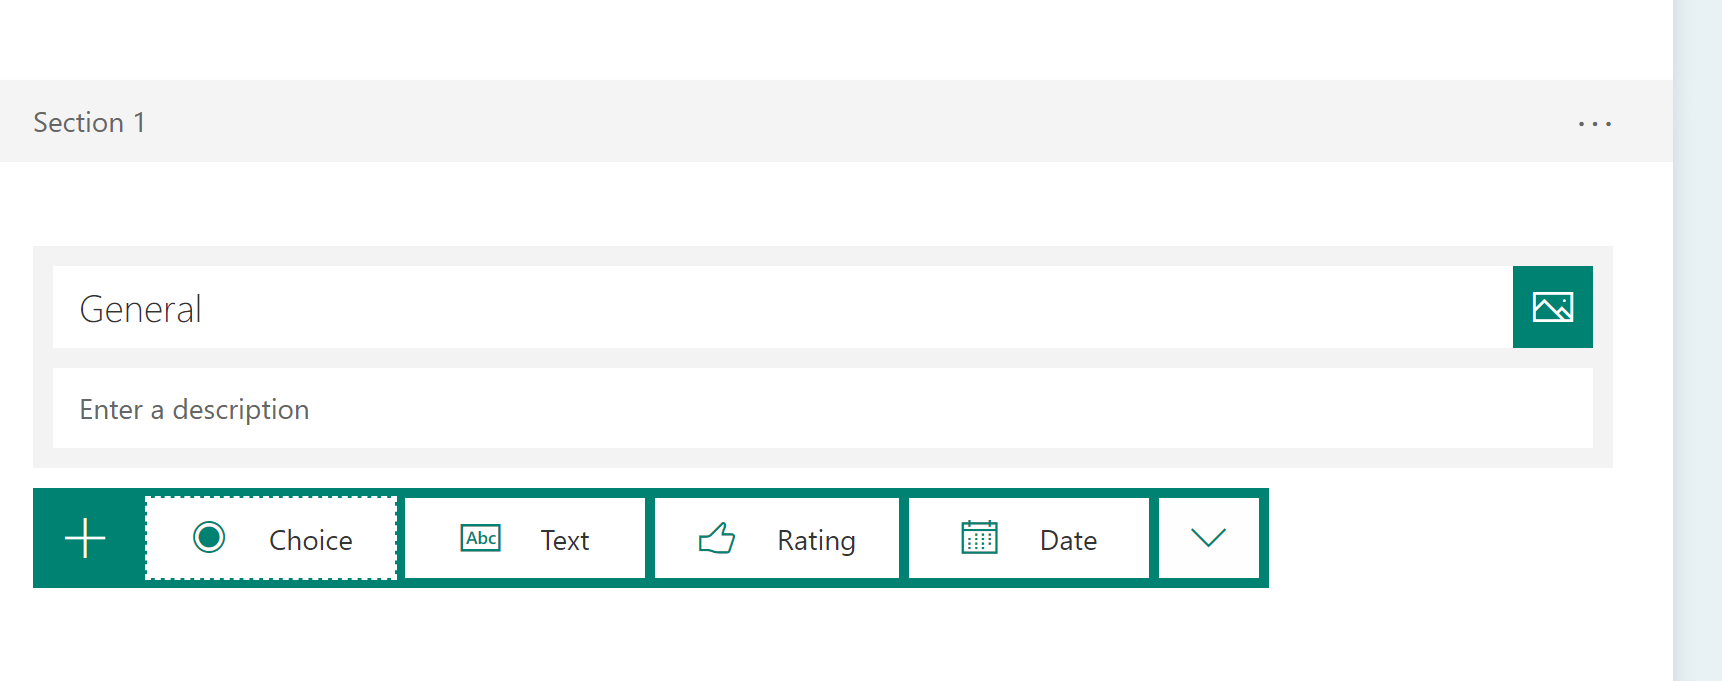 Section 1
General
Enter a description
Choice
Abc
Text
Rating
Date